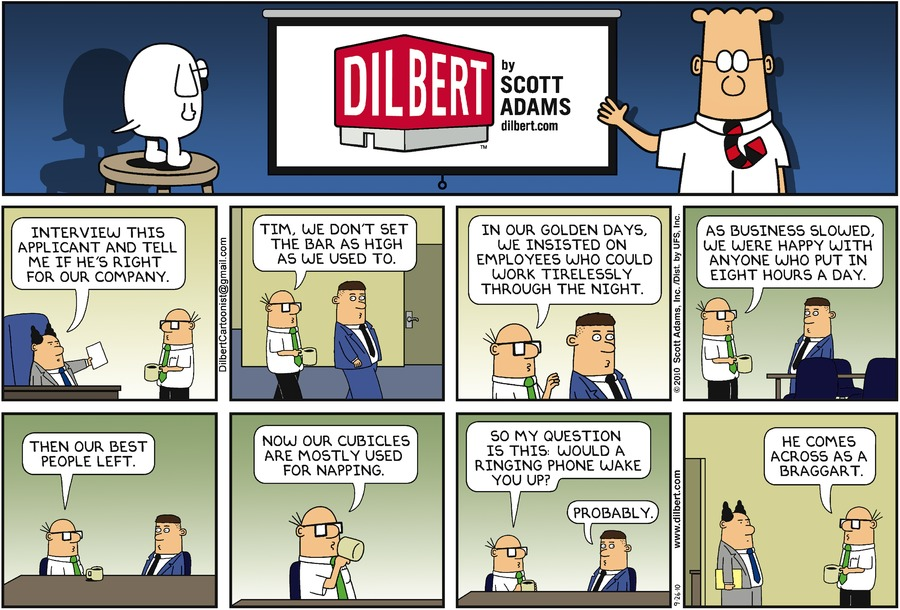 DILBERT
TM
by
SCOTT
ADAMS
dilbert.com
INTERVIEW THIS
APPLICANT AND TELL
ME IF HE'S RIGHT
FOR OUR COMPANY.
DilbertCartoonist@gmail.com
TIM, WE DON'T SET
THE BAR AS HIGH
AS WE USED TO.
IN OUR GOLDEN DAYS,
WE INSISTED ON
EMPLOYEES WHO COULD
WORK TIRELESSLY
THROUGH THE NIGHT.
©2010 Scott Adams, Inc. /Dist. by UFS, Inc.
AS BUSINESS SLOWED,
WE WERE HAPPY WITH
ANYONE WHO PUT IN
EIGHT HOURS A DAY.
THEN OUR BEST
PEOPLE LEFT.
NOW OUR CUBICLES
ARE MOSTLY USED
FOR NAPPING.
SO MY QUESTION
IS THIS: WOULD A
RINGING PHONE WAKE
YOU UP?
PROBABLY.
9-26-10
www.dilbert.com
HE COMES
ACROSS AS A
BRAGGART.